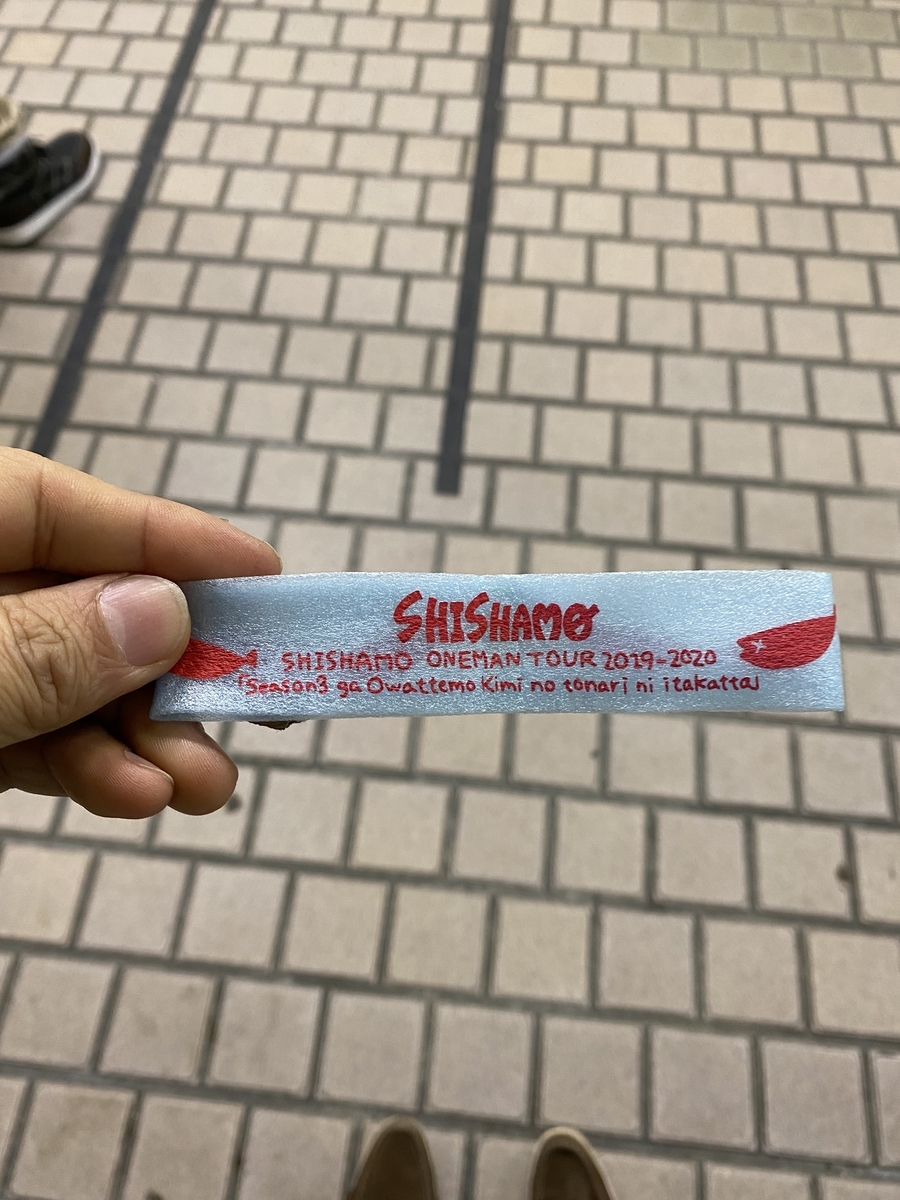 SHISHAMO
SHISHAMO ONEMAN TOUR 2019-2020
「Season3 ga Owattemo Kimi no tonari ni itakatta」